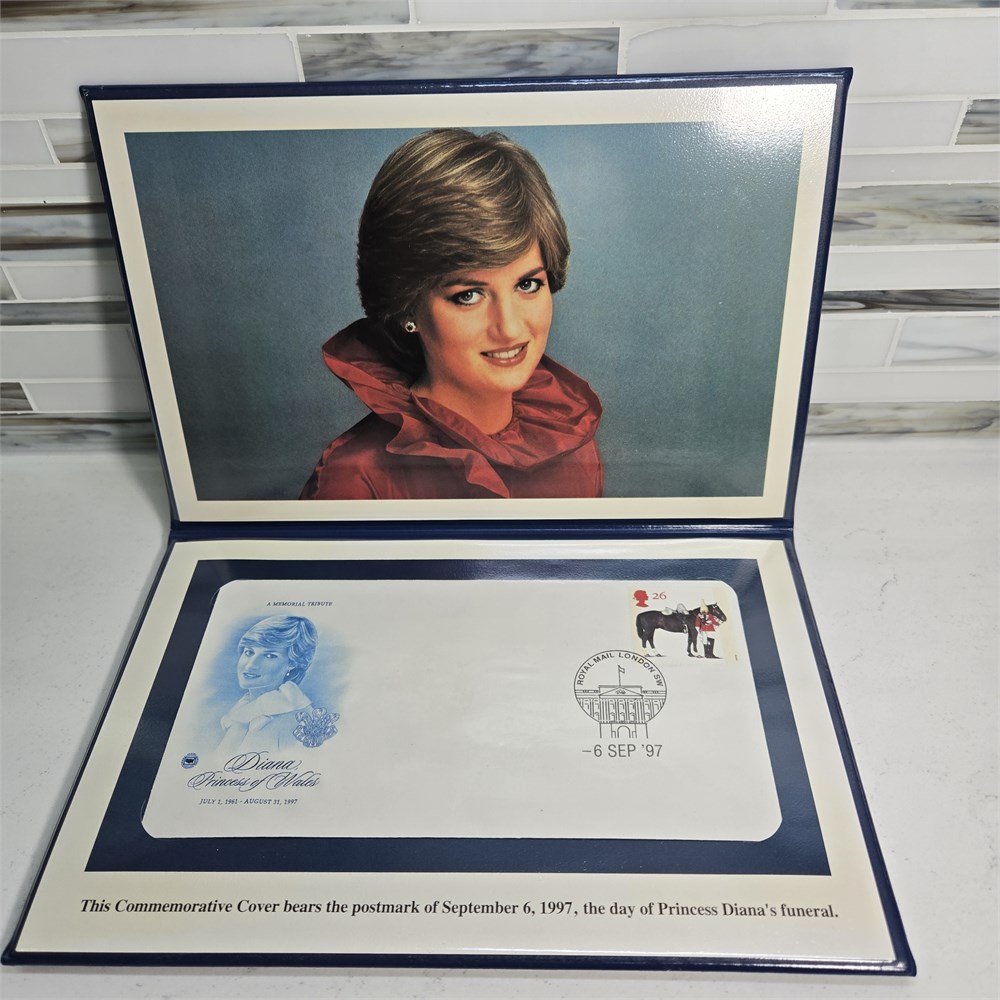 A MEMORIAL TRIBUTE
26
ROYAL MAIL LONDON SW
-6 SEP '97
Diana,
Princess of Wales
JULY 1, 1961 - AUGUST 31, 1997
This Commemorative Cover bears the postmark of September 6, 1997, the day of Princess Diana's funeral.